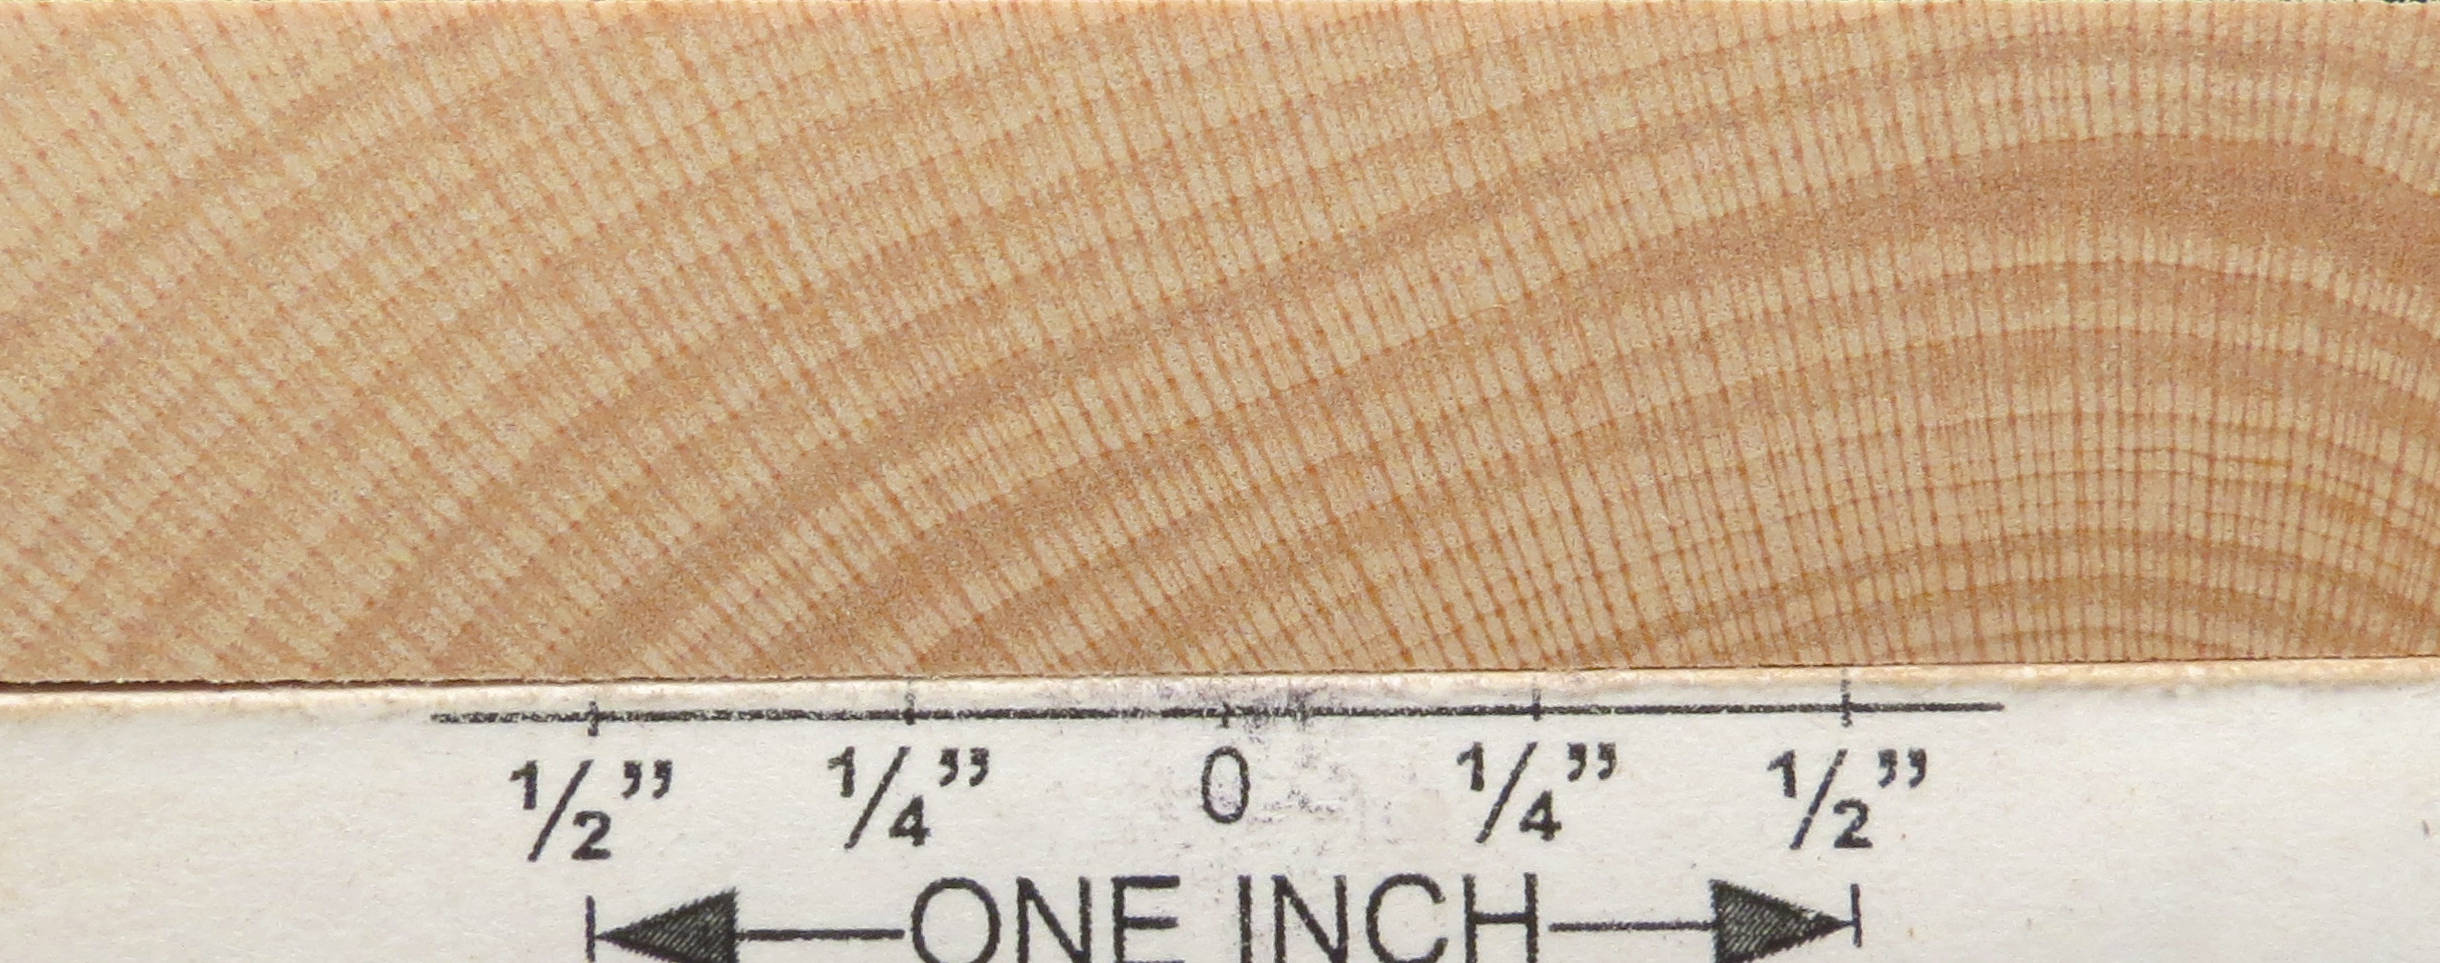 1/2” 1/4” 0 1/4” 1/2”
ONE INCH